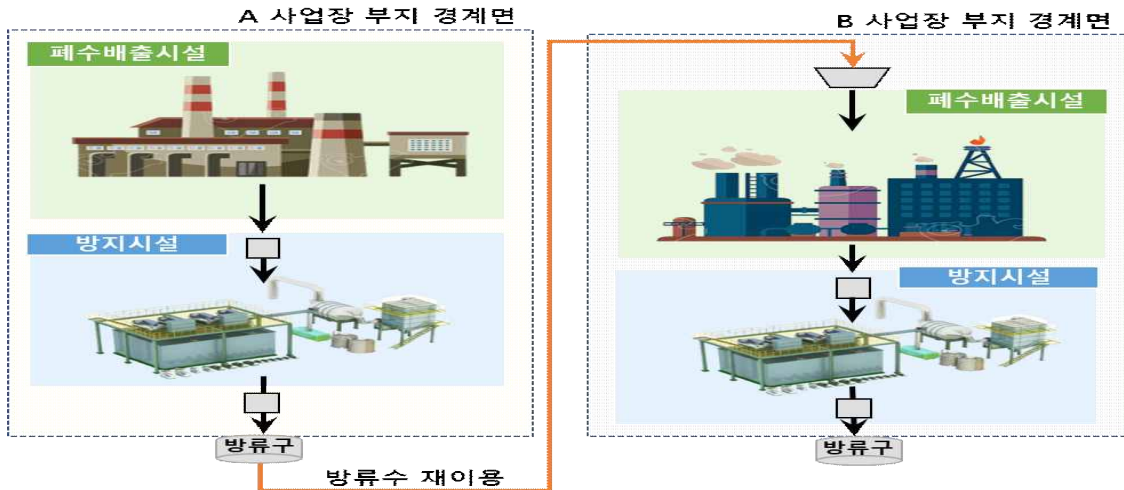 A 사업장 부지 경계면
폐수배출시설
방지시설
방류구
방류수 재이용
B 사업장 부지 경계면
폐수배출시설
방지시설
방류구